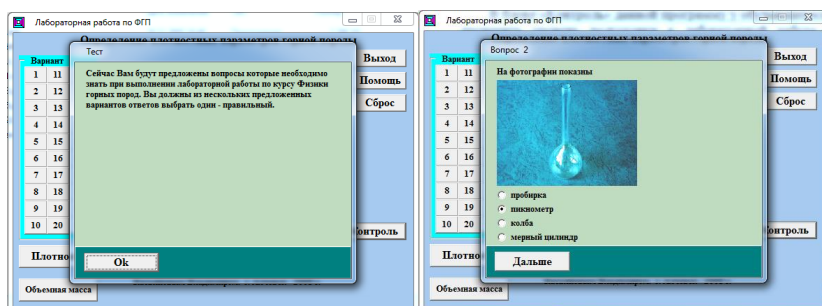 Лабораторная работа по ФГП
Определение плотностных параметров горной породы
Тест
Сейчас Вам будут предложены вопросы которые необходимо
знать при выполнении лабораторной работы по курсу Физики
горных пород. Вы должны из нескольких предложенных
вариантов ответов выбрать один - правильный.
Ok
Вариант
1 11
2 12
3 13
4 14
5 15
6 16
7 17
8 18
9 19
10 20
Выход
Помощь
Сброс
Контроль
Плотно
Объемная масса
Лабораторная работа по ФГП
Определение плотностных параметров горной породы
Вопрос 2
На фотографии показаны
пробирка
пикнометр
колба
мерный цилиндр
Дальше
Вариант
1 11
2 12
3 13
4 14
5 15
6 16
7 17
8 18
9 19
10 20
Выход
Помощь
Сброс
онтроль
Плотно
Объемная масса